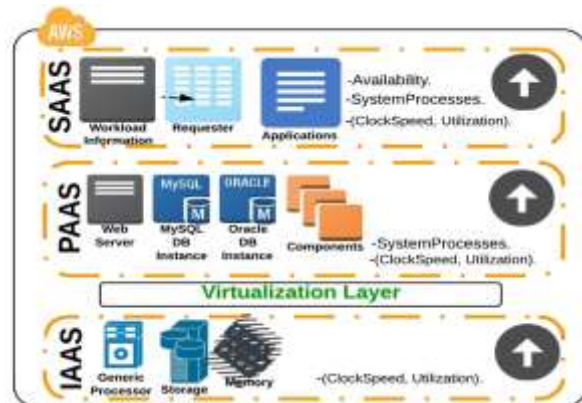 AWS
SAAS
Workload
Information
Requester
Applications
-Availability.
-SystemProcesses.
-(ClockSpeed, Utilization).
PAAS
Web
Server
MySQL
M
MySQL
DB
Instance
ORACLE
M
Oracle
DB
Instance
Components
-SystemProcesses.
-(ClockSpeed, Utilization).
Virtualization Layer
IAAS
Generic
Processor
Storage
Memory
-(ClockSpeed, Utilization).